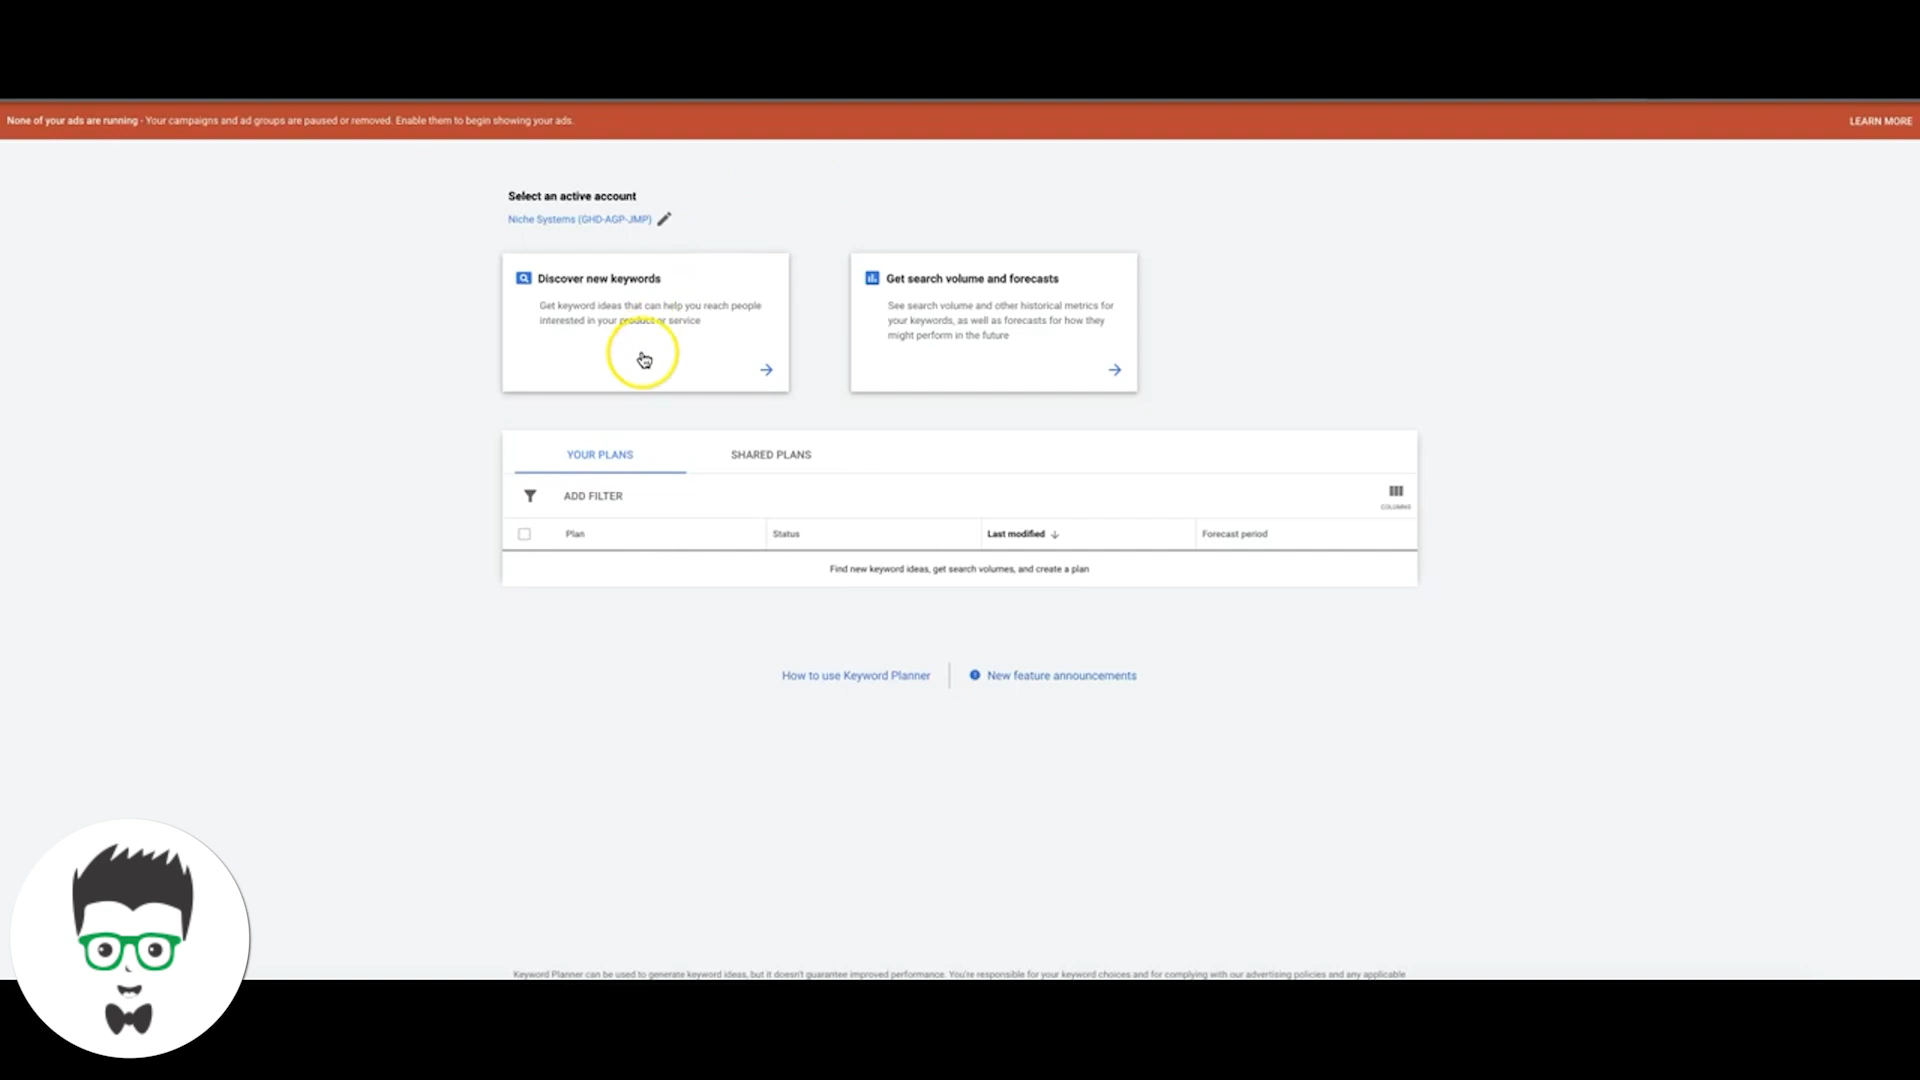 None of your ads are running - Your campaigns and ad groups are paused or removed. Enable them to begin showing your ads.
LEARN MORE
Select an active account
Niche Systems (GHD-AGP-JMP)
Discover new keywords
Get keyword ideas that can help you reach people
interested in your product or service
Get search volume and forecasts
See search volume and other historical metrics for
your keywords, as well as forecasts for how they
might perform in the future
YOUR PLANS
SHARED PLANS
ADD FILTER
COLUMNS
Plan
Status
Last modified
Forecast period
Find new keyword ideas, get search volumes, and create a plan
How to use Keyword Planner
New feature announcements
Keyword Planner can be used to generate keyword ideas, but it doesn't guarantee improved performance. You're responsible for your keyword choices and for complying with our advertising policies and any applicable